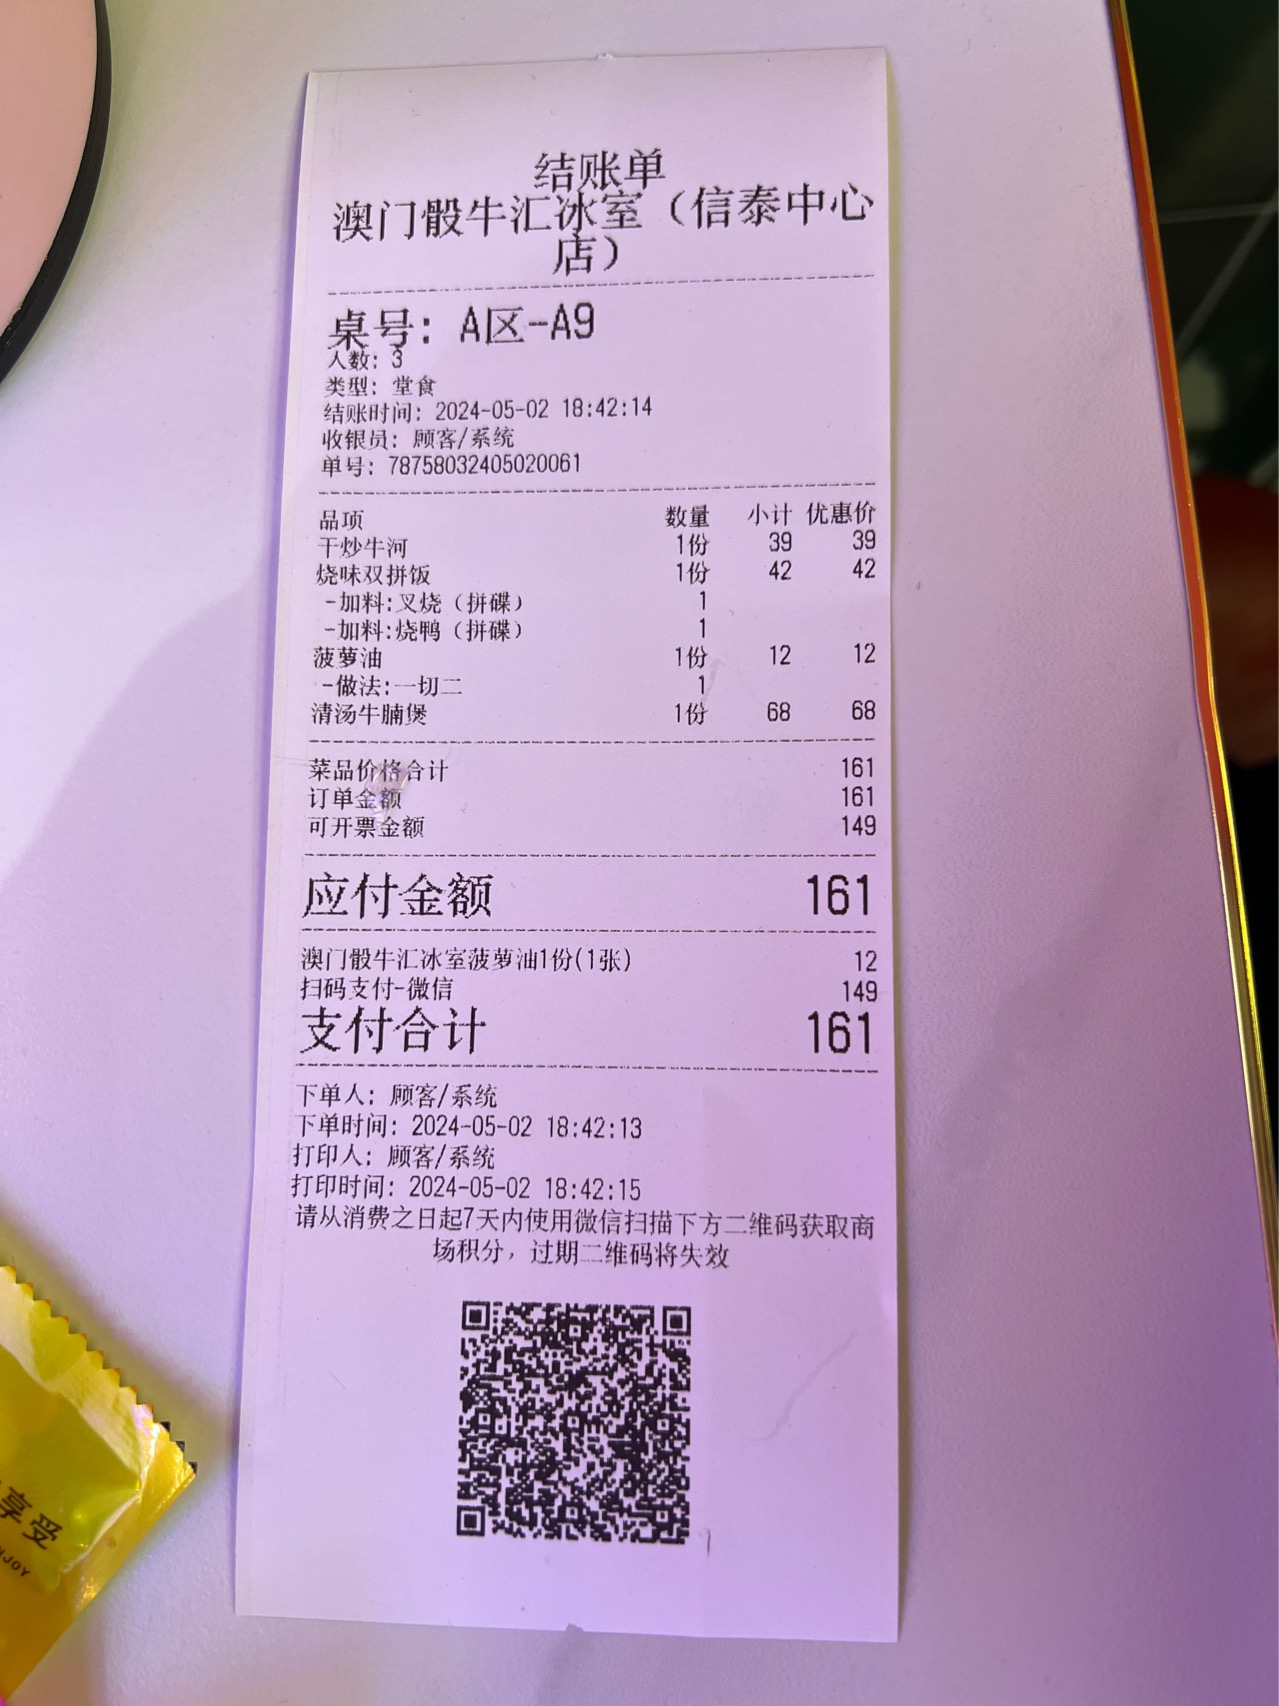 结账单
澳门骰牛汇冰室（信泰中心
店）
桌号: A区-A9
人数: 3
类型: 堂食
结账时间: 2024-05-02 18:42:14
收银员: 顾客/系统
单号: 78758032405020061
品项 数量 小计 优惠价
干炒牛河 1份 39 39
烧味双拼饭 1份 42 42
-加料:叉烧（拼碟） 1
-加料:烧鸭（拼碟） 1
菠萝油 1份 12 12
-做法:一切二 1
清汤牛腩煲 1份 68 68
菜品价格合计 161
订单金额 161
可开票金额 149
应付金额 161
澳门骰牛汇冰室菠萝油1份(1张) 12
扫码支付-微信 149
支付合计 161
下单人: 顾客/系统
下单时间: 2024-05-02 18:42:13
打印人: 顾客/系统
打印时间: 2024-05-02 18:42:15
请从消费之日起7天内使用微信扫描下方二维码获取商
场积分，过期二维码将失效
享受
NJOY